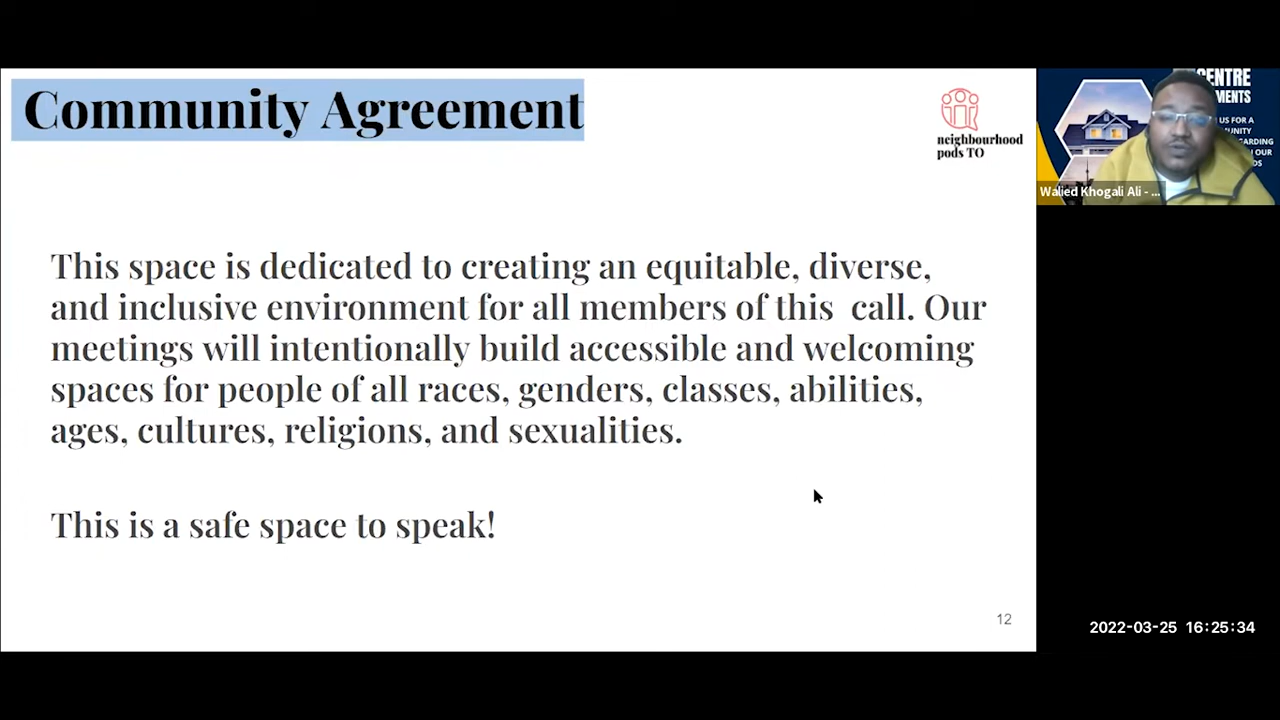 Community Agreement
neighbourhood
pods TO
This space is dedicated to creating an equitable, diverse,
and inclusive environment for all members of this  call. Our
meetings will intentionally build accessible and welcoming
spaces for people of all races, genders, classes, abilities,
ages, cultures, religions, and sexualities.
This is a safe space to speak!
12
CENTRE
US FOR A
Walied Khogali Ali - ...
2022-03-25 16:25:34